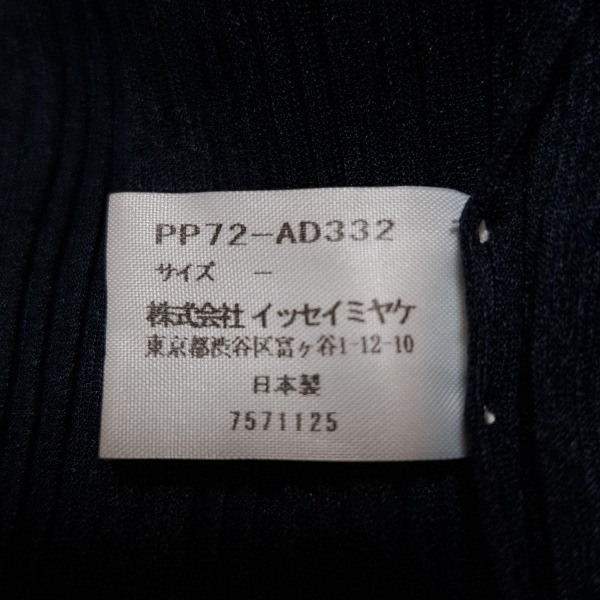 PP72-AD332
サイズ －
株式会社 イッセイミヤケ
東京都渋谷区富ヶ谷1-12-10
日本製
7571125